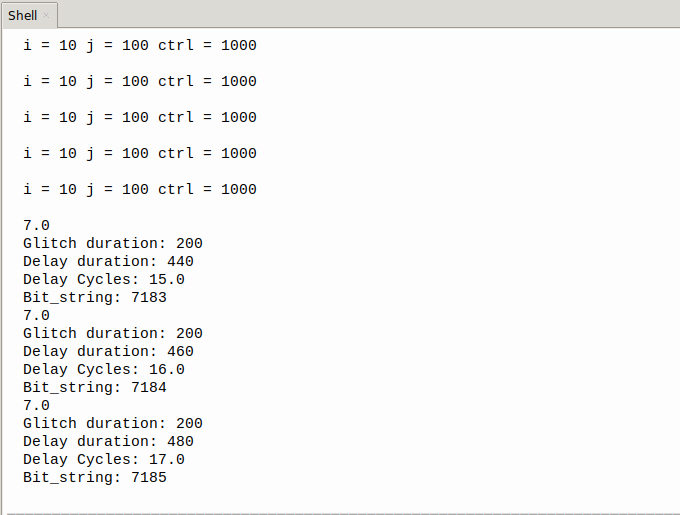 Shell
i = 10 j = 100 ctrl = 1000
i = 10 j = 100 ctrl = 1000
i = 10 j = 100 ctrl = 1000
i = 10 j = 100 ctrl = 1000
i = 10 j = 100 ctrl = 1000
7.0
Glitch duration: 200
Delay duration: 440
Delay Cycles: 15.0
Bit_string: 7183
7.0
Glitch duration: 200
Delay duration: 460
Delay Cycles: 16.0
Bit_string: 7184
7.0
Glitch duration: 200
Delay duration: 480
Delay Cycles: 17.0
Bit_string: 7185